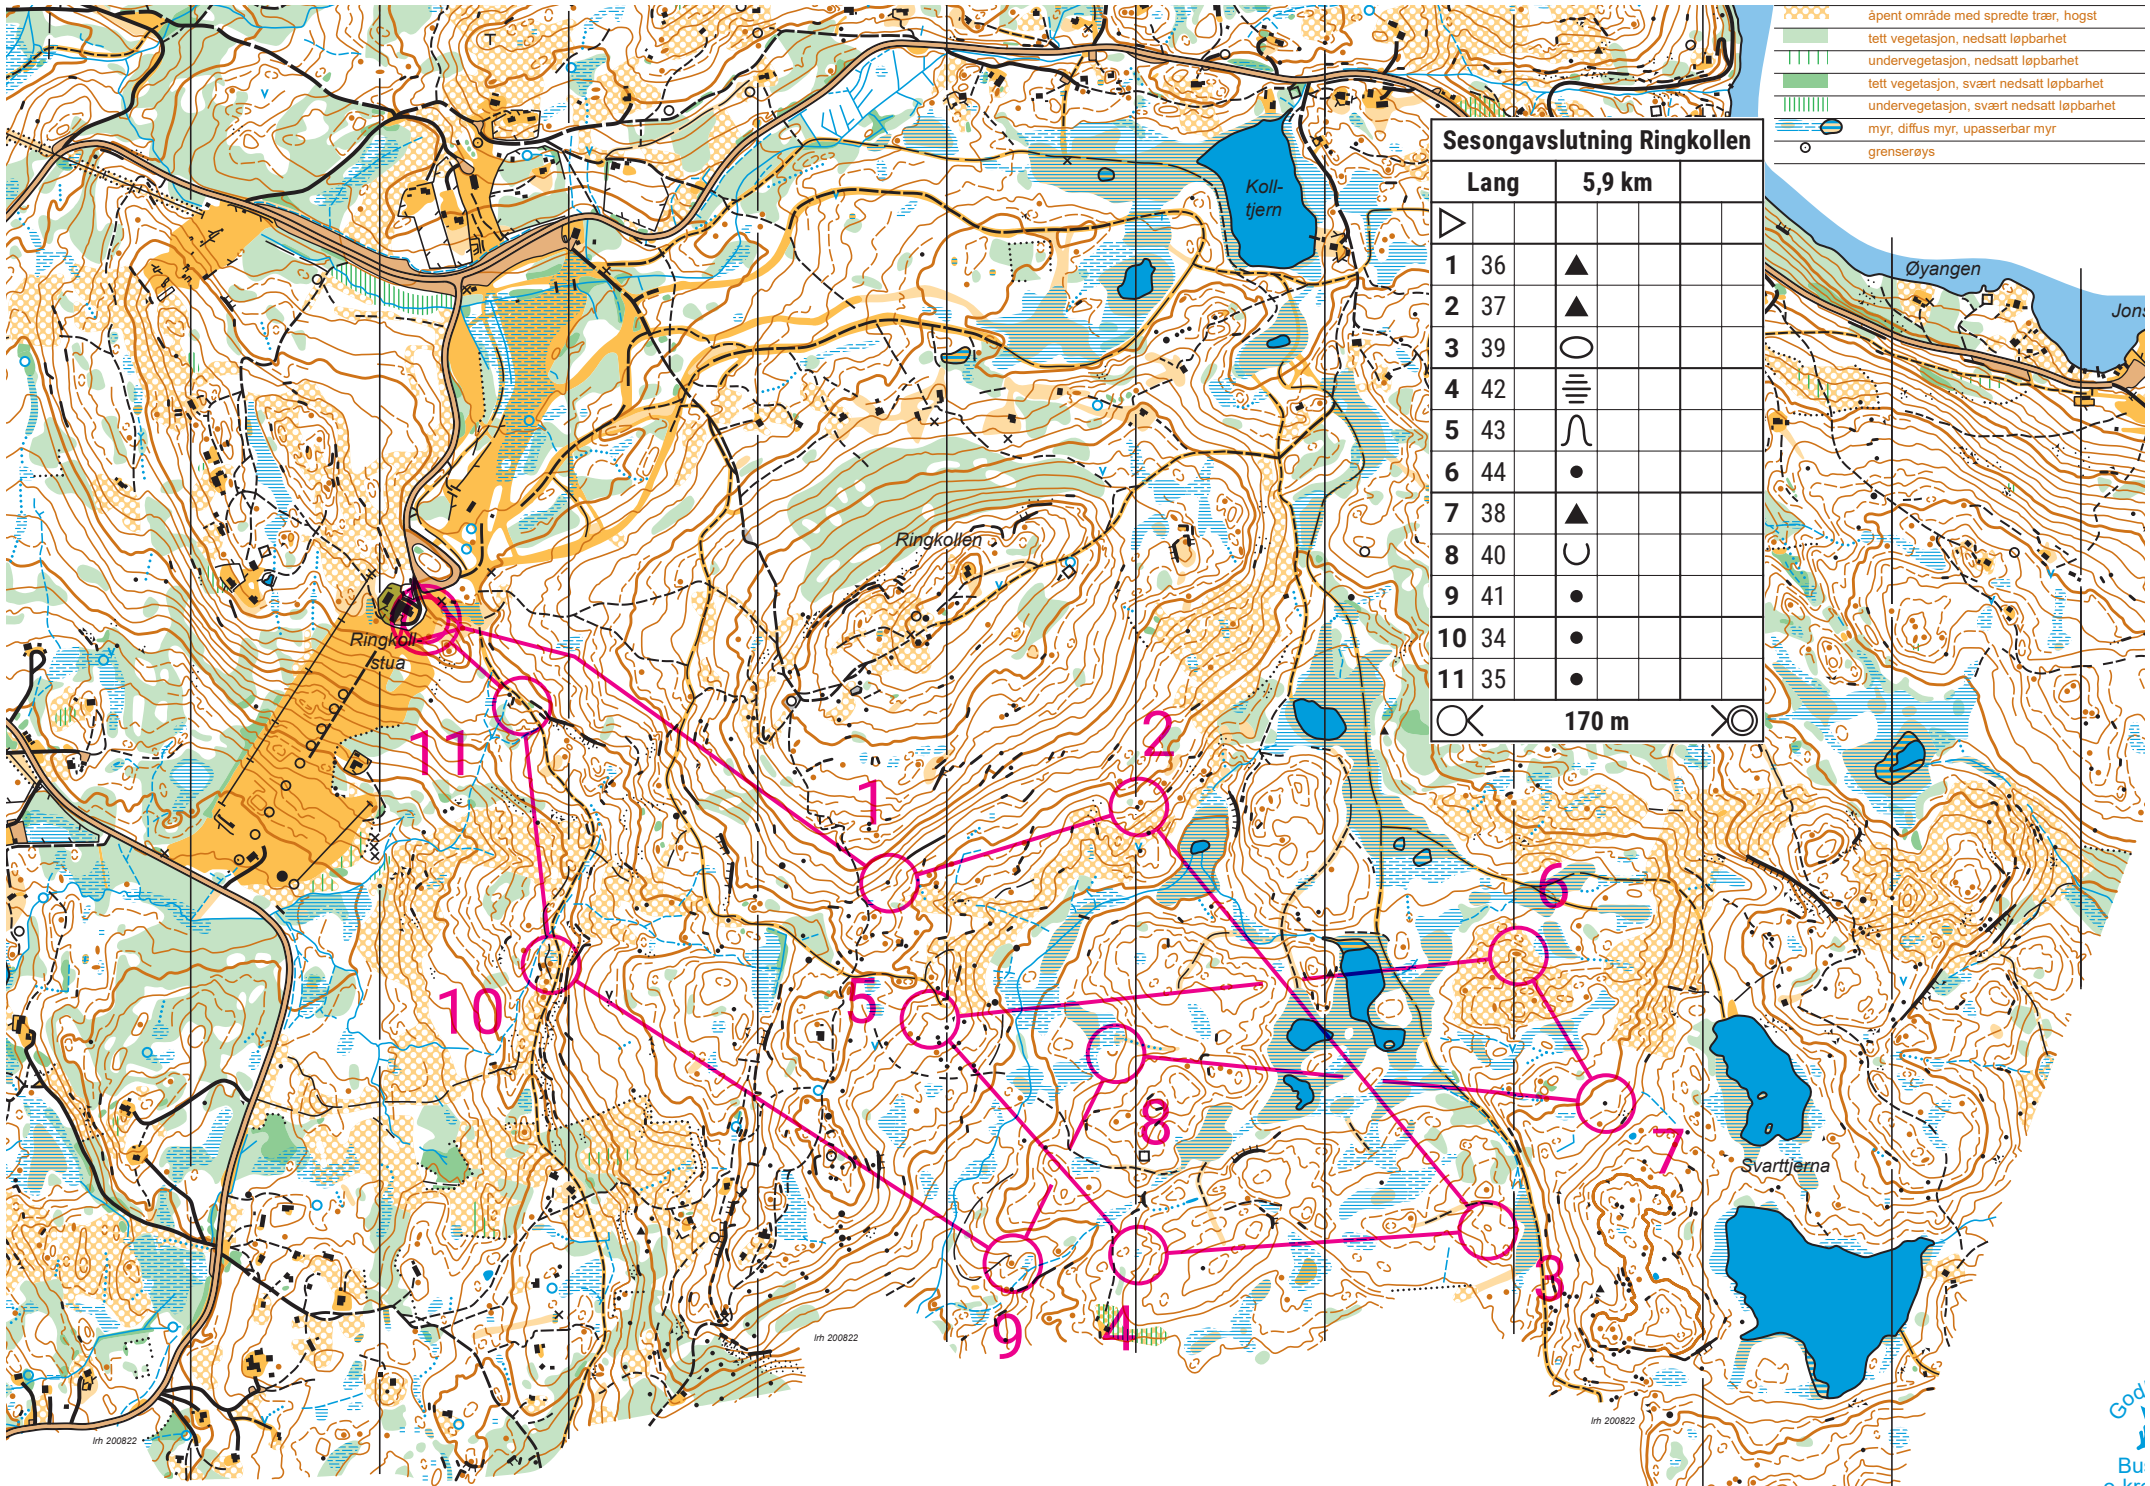 åpent område med spredte trær, hogst
tett vegetasjon, nedsatt løpbarhet
undervegetasjon, nedsatt løpbarhet
tett vegetasjon, svært nedsatt løpbarhet
undervegetasjon, svært nedsatt løpbarhet
myr, diffus myr, upasserbar myr
grenserøys
Sesongavslutning Ringkollen
Lang 5,9 km
1 36
2 37
3 39
4 42
5 43
6 44
7 38
8 40
9 41
10 34
11 35
170 m
Koll-
tjern
Øyangen
Jons
Ringkollen
Ringkoll
stua
11
1
2
6
10
5
8
7
Svarttjerna
3
9
4
lrh 200822
lrh 200822
lrh 200822
God
Bus